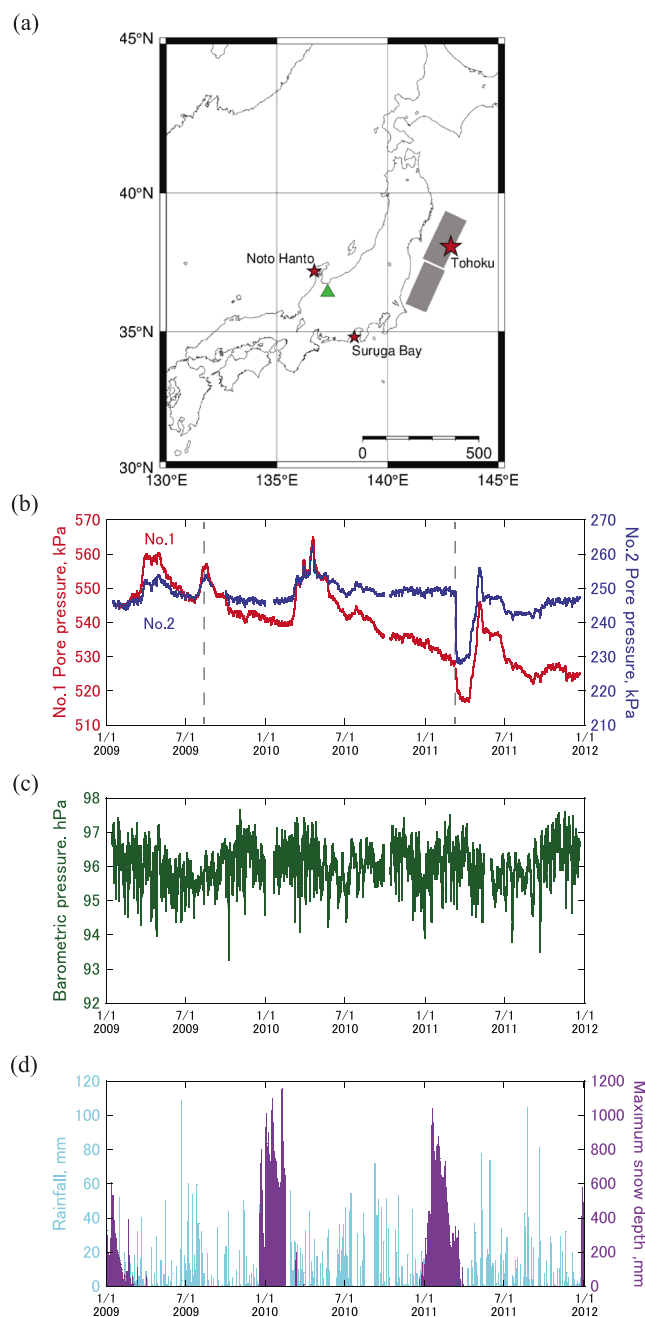 (a)
45°N
40°N
35°N
30°N
130°E
135°E
140°E
145°E
Noto Hanto
Tohoku
Suruga Bay
0
500
(b)
No.1 Pore pressure, kPa
570
560
550
540
530
520
510
No.1
No.2
270
260
250
240
230
220
210
No.2 Pore pressure, kPa
1/1 7/1 1/1 7/1 1/1 7/1 1/1
2009 2009 2010 2010 2011 2011 2012
(c)
Barometric pressure. hPa
98
97
96
95
94
93
92
1/1 7/1 1/1 7/1 1/1 7/1 1/1
2009 2009 2010 2010 2011 2011 2012
(d)
Rainfall, mm
120
100
80
60
40
20
0
1200
1000
800
600
400
200
0
Maximum snow depth ,mm
1/1 7/1 1/1 7/1 1/1 7/1 1/1
2009 2009 2010 2010 2011 2011 2012